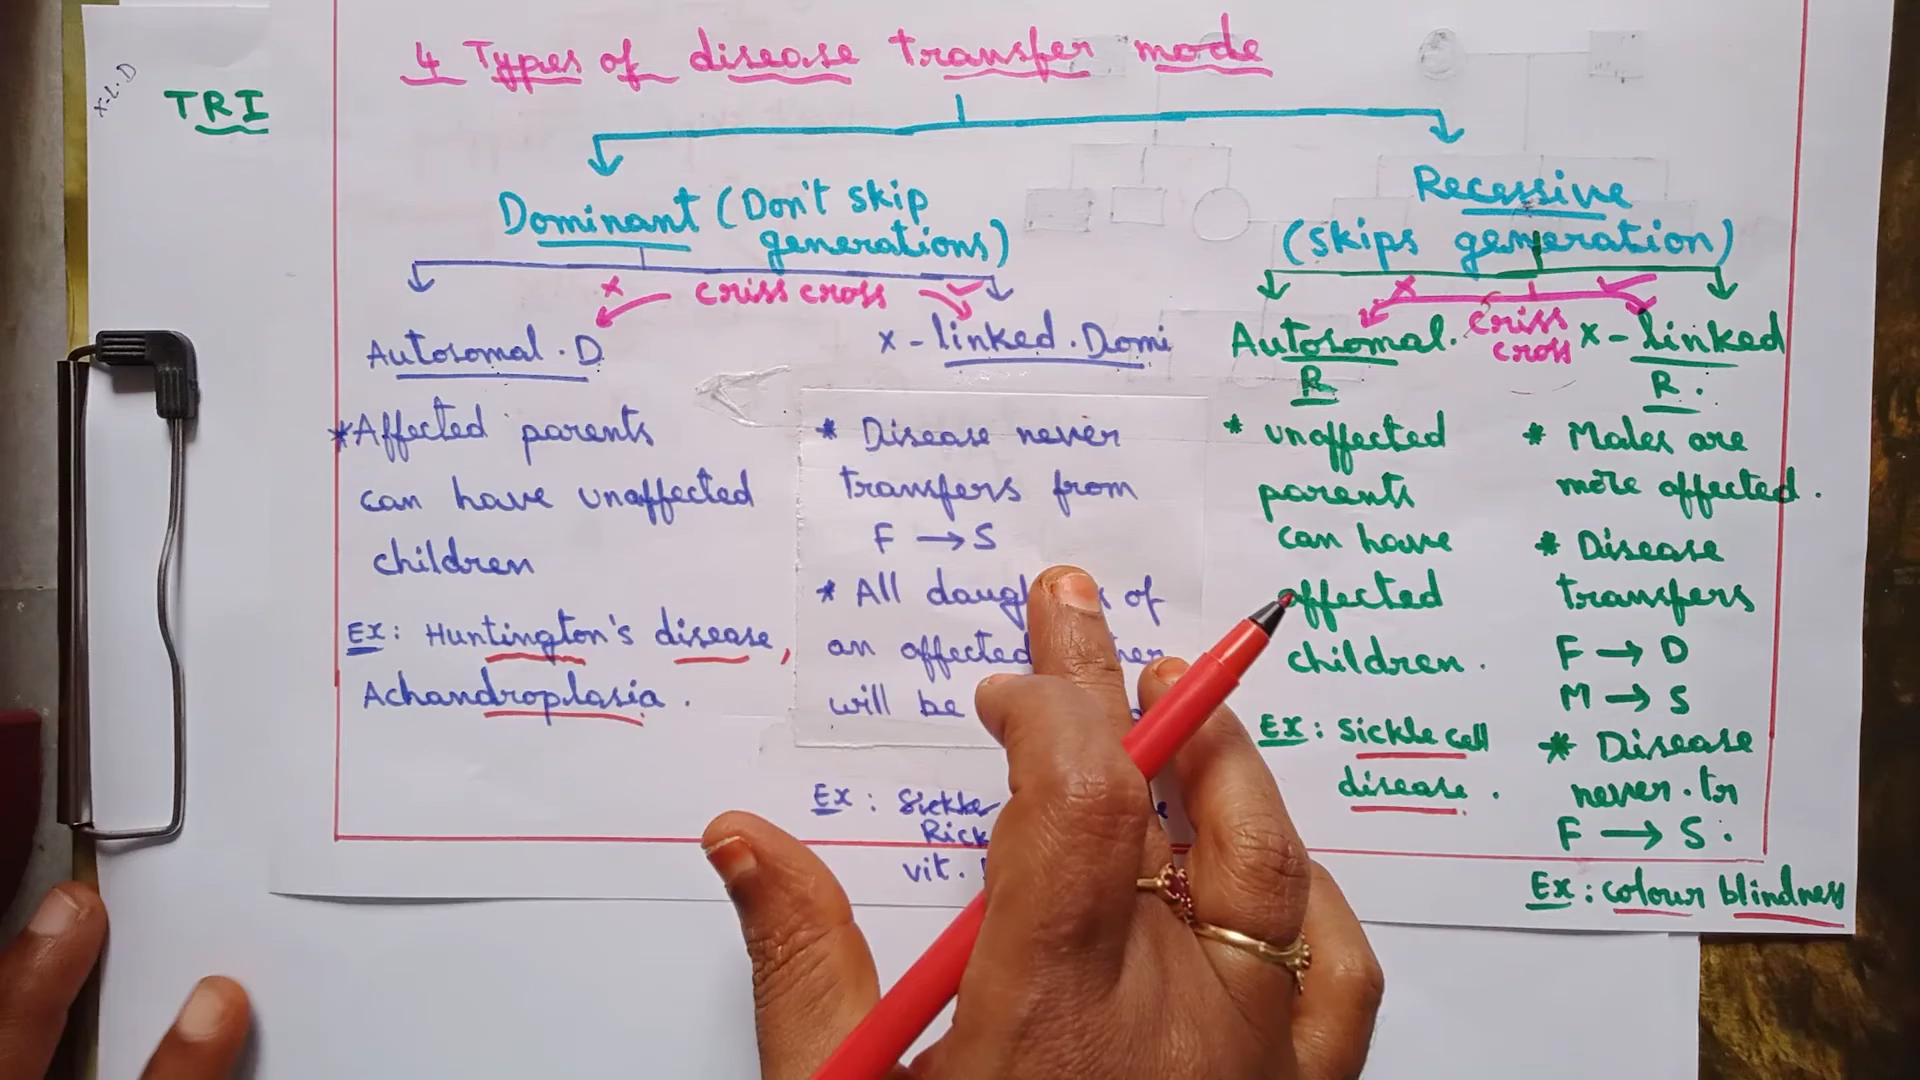 X-L.D
TRI
4 Types of disease transfer mode
Dominant (Don't skip
generations)
Recessive
(skips generation)
× criss cross
× criss
cross
Autosomal.D
* Affected parents
can have unaffected
children
Ex: Huntington's disease,
Achandroplasia.
X-linked.Domi
* Disease never
transfers from
F → S
* All of
an affected
will be
Ex:
vit.
Autosomal.
R
* unaffected
parents
can have
affected
children.
Ex: Sickle cell
disease.
X-linked
R.
* Males are
more affected.
* Disease
transfers
F → D
M → S
* Disease
never.tr
F → S.
Ex: colour blindness